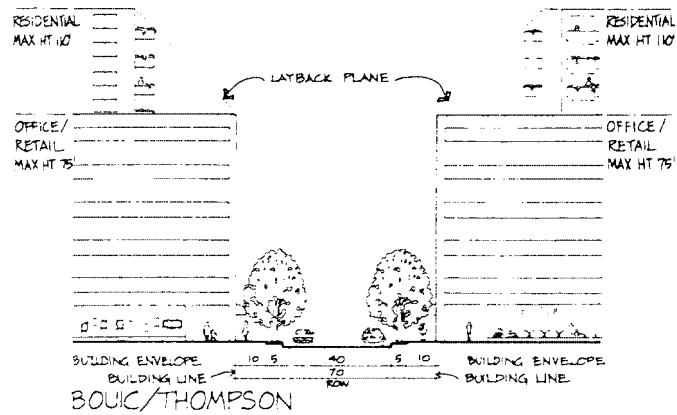 RESIDENTIAL
MAX HT 110'
RESIDENTIAL
MAX HT 110'
LAYBACK PLANE
OFFICE/
RETAIL
MAX HT 75'
OFFICE/
RETAIL
MAX HT 75'
BUILDING ENVELOPE 10 5 40 5 10 BUILDING ENVELOPE
BUILDING LINE 70 BUILDING LINE
ROW
BOUIC/THOMPSON